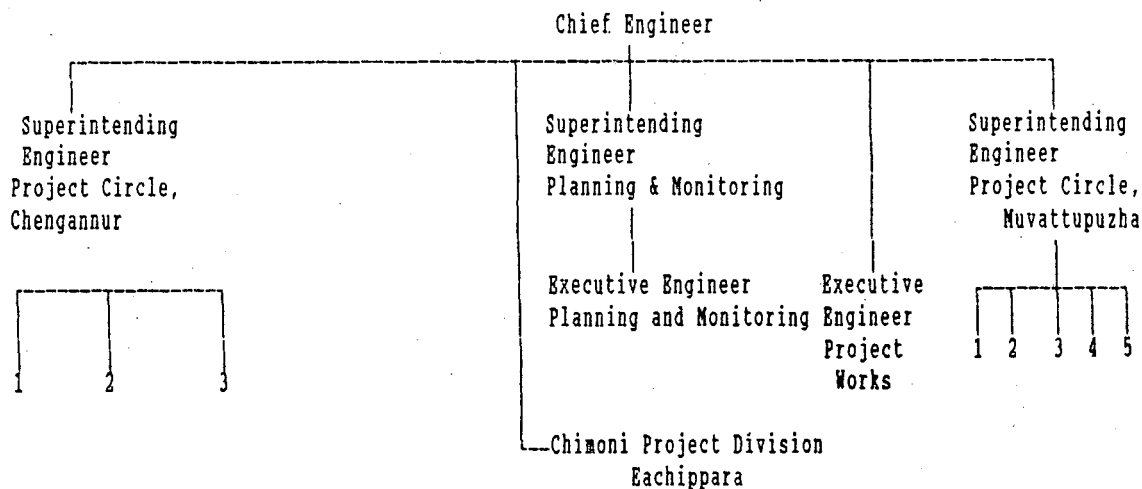 Chief Engineer
Superintending
Engineer
Project Circle,
Chengannur
1 2 3
Superintending
Engineer
Planning & Monitoring
Executive Engineer
Planning and Monitoring
Executive
Engineer
Project
Works
Superintending
Engineer
Project Circle,
Muvattupuzha
1 2 3 4 5
Chimoni Project Division
Eachippara